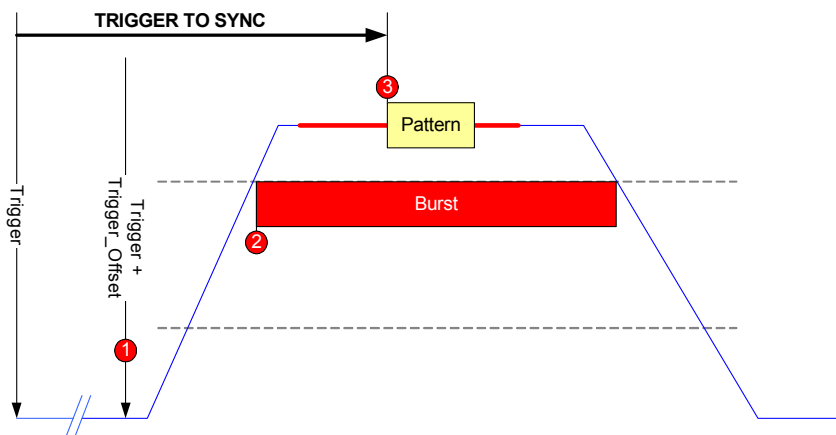 TRIGGER TO SYNC
3
Pattern
Trigger
Trigger +
Trigger_Offset
Burst
2
1